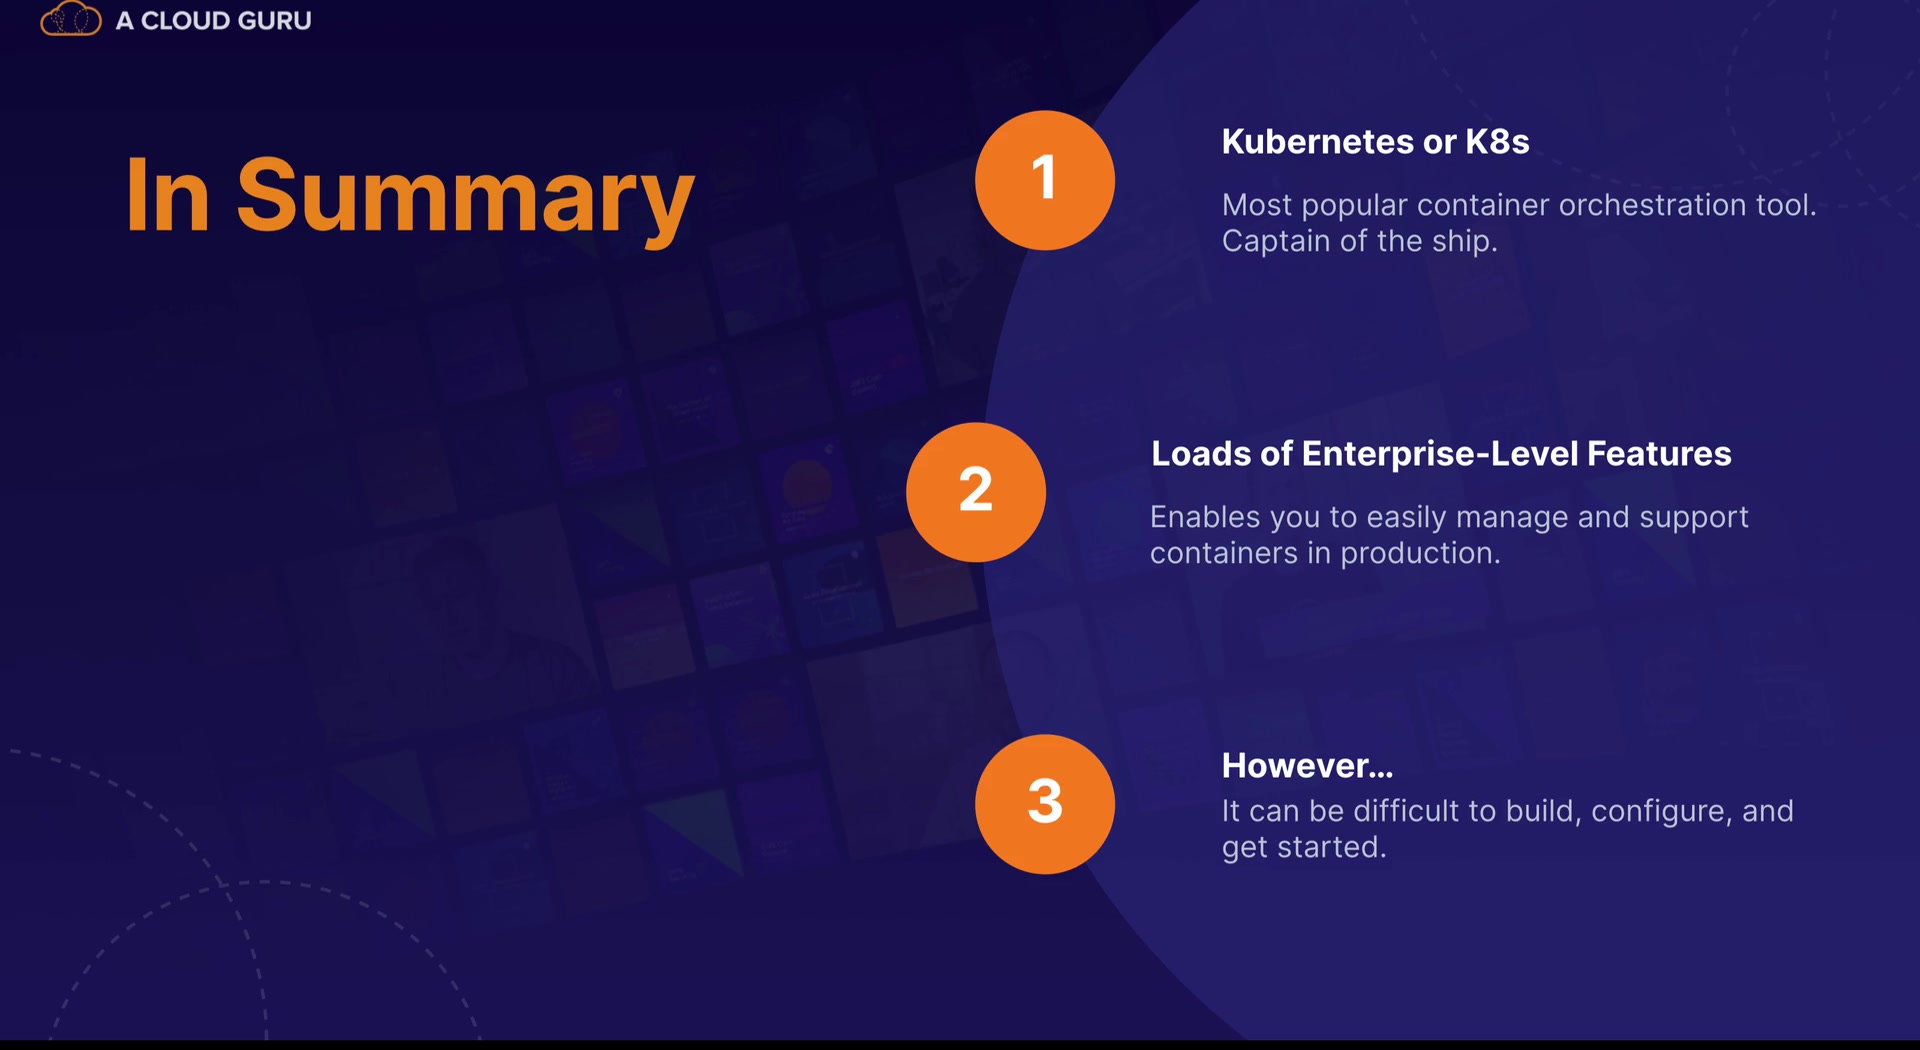 A CLOUD GURU
In Summary
1
Kubernetes or K8s
Most popular container orchestration tool.
Captain of the ship.
2
Loads of Enterprise-Level Features
Enables you to easily manage and support
containers in production.
3
However...
It can be difficult to build, configure, and
get started.